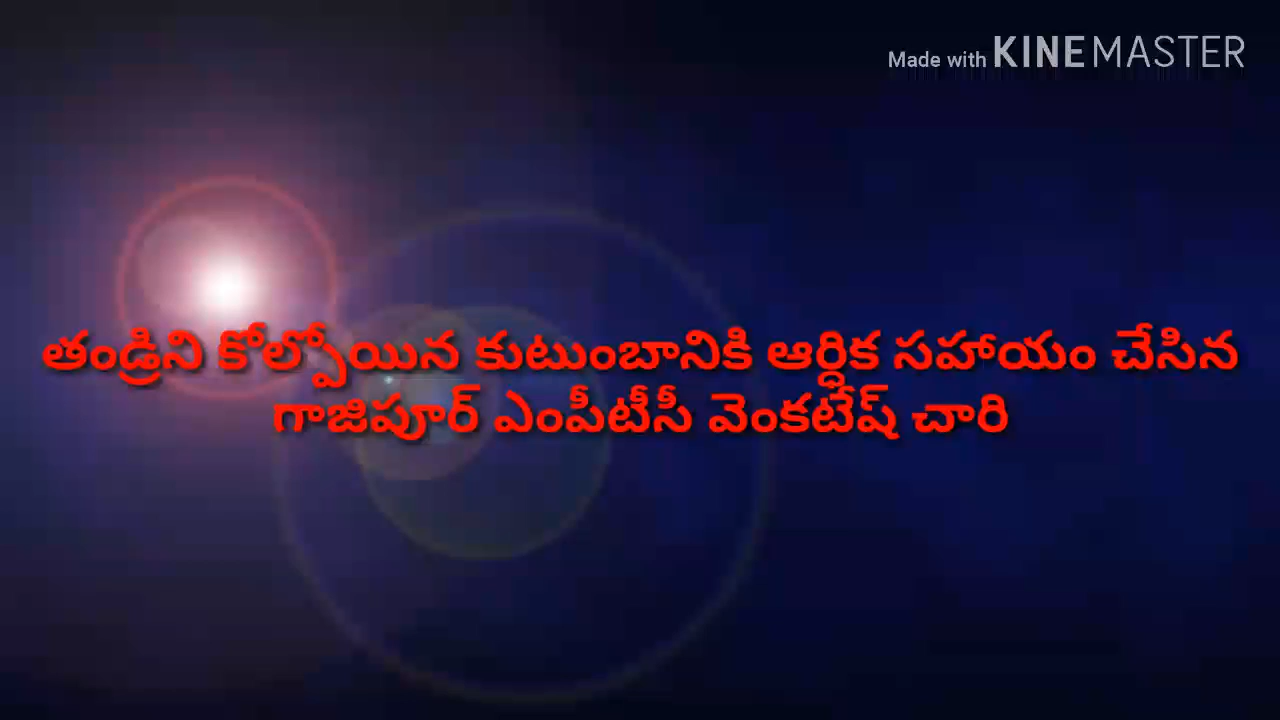 Made with KINEMASTER
తండ్రిని కోల్పోయిన కుటుంబానికి ఆర్ధిక సహాయం చేసిన
గాజిపూర్ ఎంపీటీసీ వెంకటేష్ చారి